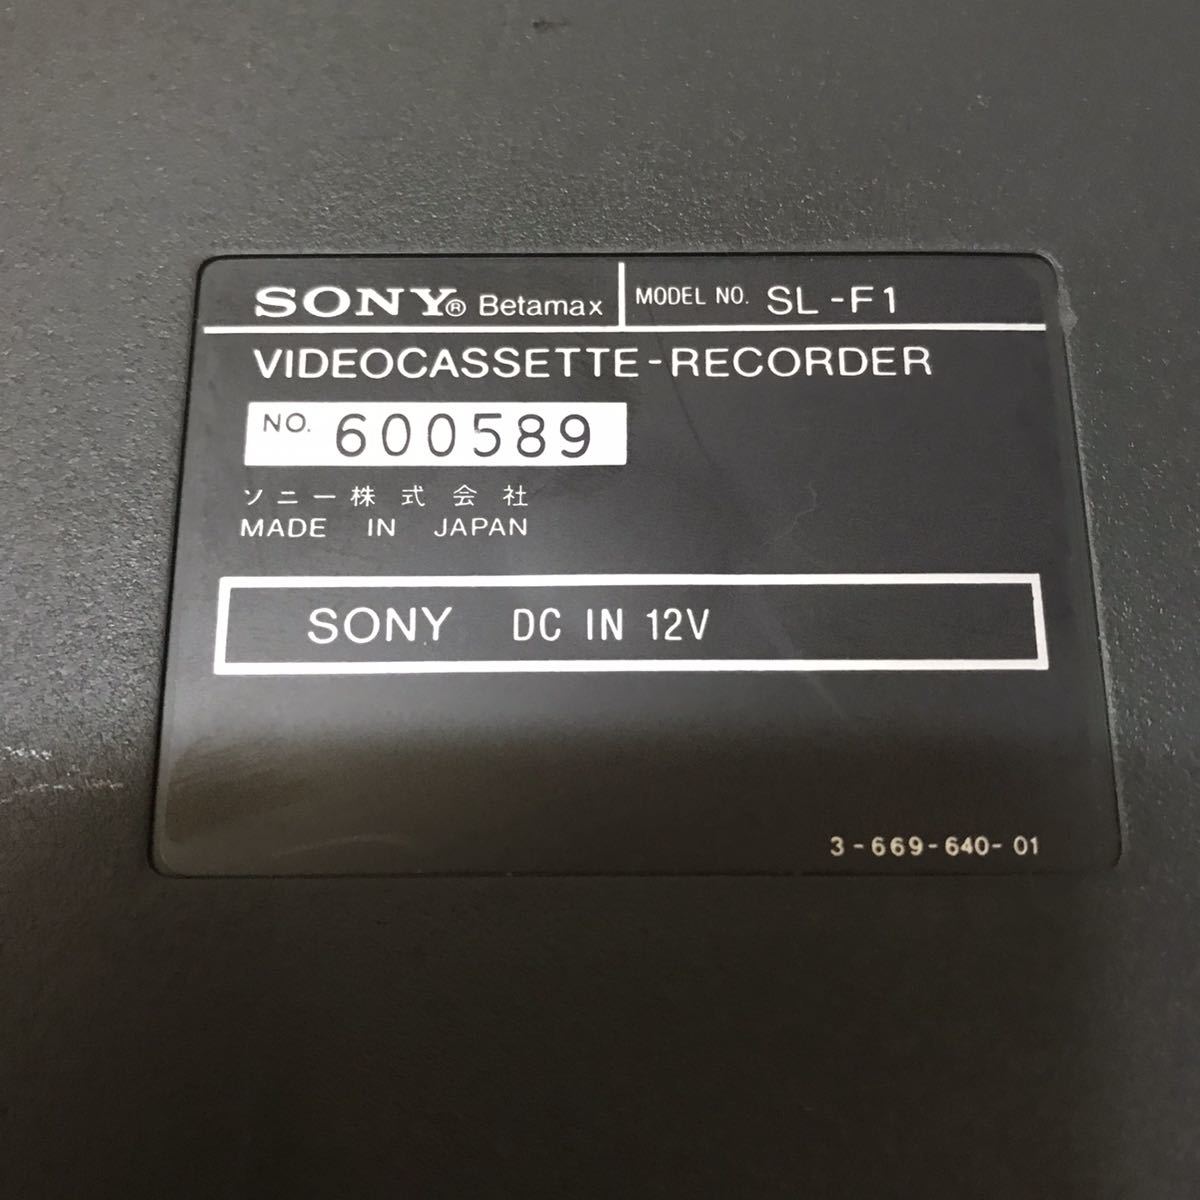 SONY® Betamax MODEL NO. SL-F1
VIDEOCASSETTE-RECORDER
NO. 600589
ソニー株式会社
MADE IN JAPAN
SONY DC IN 12V
3-669-640-01